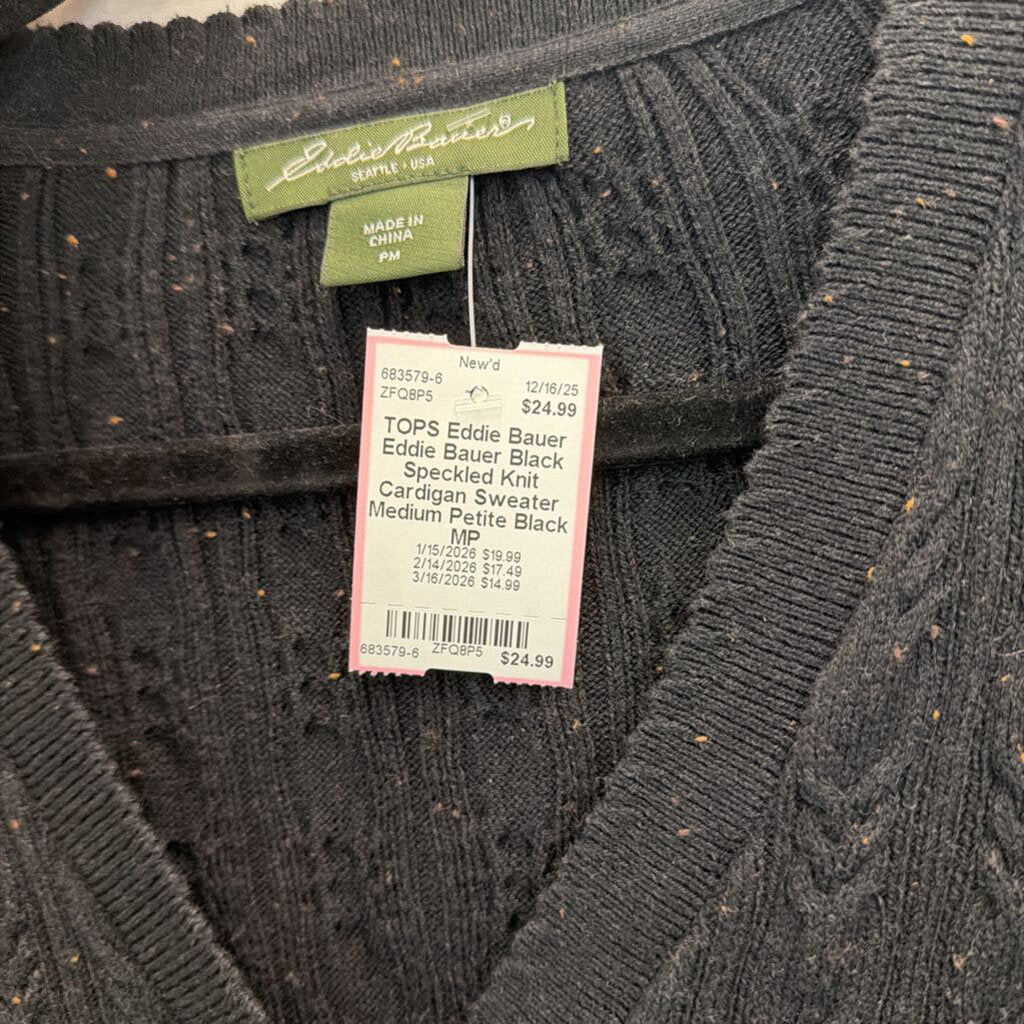 Eddie Bauer®
SEATTLE • USA
MADE IN
CHINA
PM
New'd
683579-6 12/16/25
ZFQ8P5 $24.99
TOPS Eddie Bauer
Eddie Bauer Black
Speckled Knit
Cardigan Sweater
Medium Petite Black
MP
1/15/2026 $19.99
2/14/2026 $17.49
3/16/2026 $14.99
683579-6 ZFQ8P5 $24.99